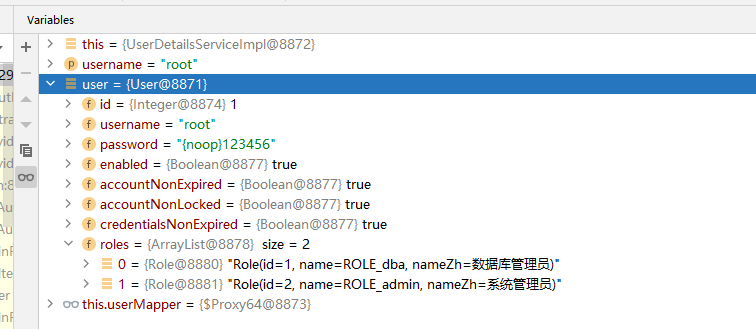 Variables
this = {UserDetailsServiceImpl@8872}
username = "root"
user = {User@8871}
id = {Integer@8874} 1
username = "root"
password = "{noop}123456"
enabled = {Boolean@8877} true
accountNonExpired = {Boolean@8877} true
accountNonLocked = {Boolean@8877} true
credentialsNonExpired = {Boolean@8877} true
roles = {ArrayList@8878} size = 2
0 = {Role@8880} "Role(id=1, name=ROLE_dba, nameZh=数据库管理员)"
1 = {Role@8881} "Role(id=2, name=ROLE_admin, nameZh=系统管理员)"
this.userMapper = {$Proxy64@8873}